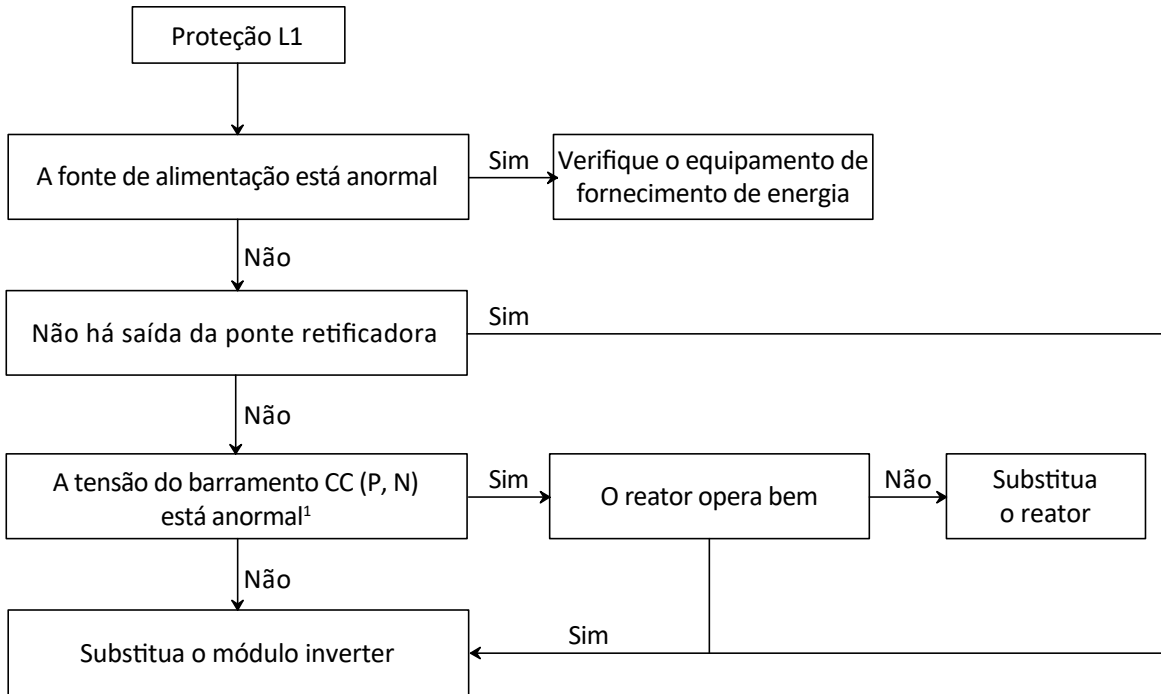 Proteção L1
A fonte de alimentação está anormal
Sim
Verifique o equipamento de
fornecimento de energia
Não
Não há saída da ponte retificadora
Sim
Não
A tensão do barramento CC (P, N)
está anormal¹
Sim
O reator opera bem
Não
Substitua
o reator
Não
Sim
Substitua o módulo inverter